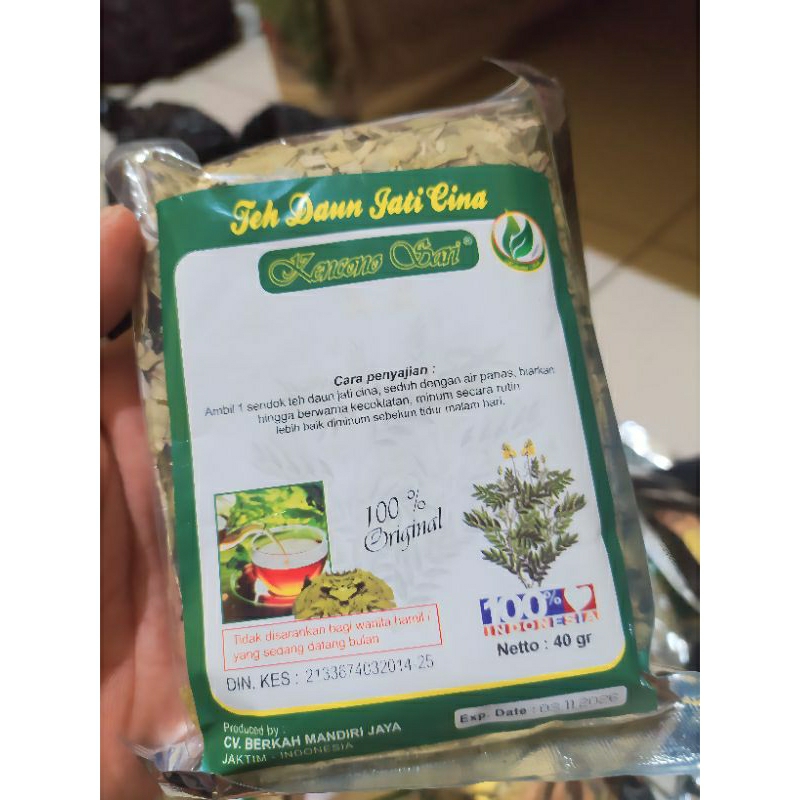 Teh Daun Jati Cina
Kencono Sari®
Cara penyajian :
Ambil 1 sendok teh daun jati cina, seduh dengan air panas, biarkan
hingga berwarna kecoklatan, minum secara rutin
lebih baik diminum sebelum tidur malam hari.
100 %
Original
100%
INDONESIA
Netto : 40 gr
Tidak disarankan bagi wanita hamil /
yang sedang datang bulan
DIN. KES : 2133674032014-25
Exp. Date : 03.11.2026
Produced by :
CV. BERKAH MANDIRI JAYA
JAKTIM - INDONESIA